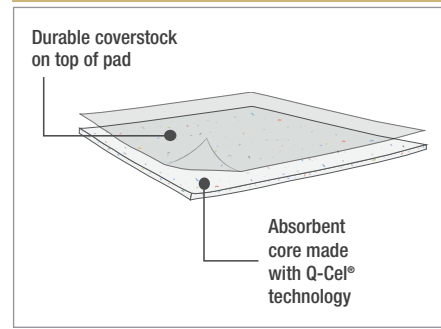 Durable coverstock
on top of pad
Absorbent
core made
with Q-Cel®
technology